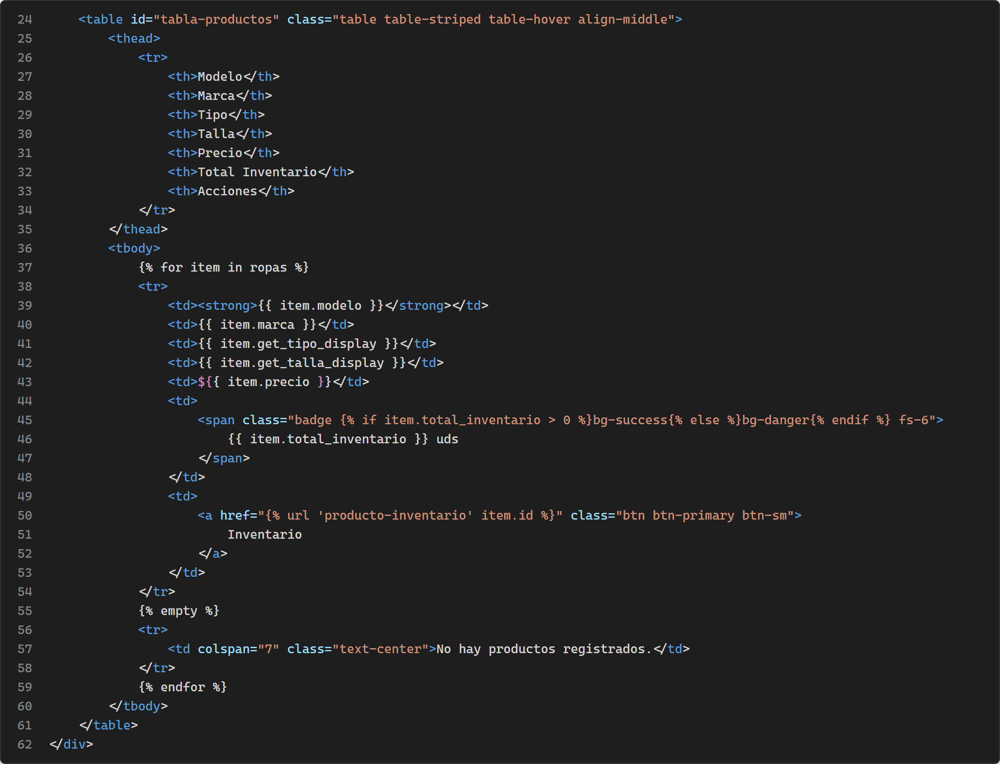 24 <table id="tabla-productos" class="table table-striped table-hover align-middle">
25 <thead>
26 <tr>
27 <th>Modelo</th>
28 <th>Marca</th>
29 <th>Tipo</th>
30 <th>Talla</th>
31 <th>Precio</th>
32 <th>Total Inventario</th>
33 <th>Acciones</th>
34 </tr>
35 </thead>
36 <tbody>
37 {% for item in ropas %}
38 <tr>
39 <td><strong>{{ item.modelo }}</strong></td>
40 <td>{{ item.marca }}</td>
41 <td>{{ item.get_tipo_display }}</td>
42 <td>{{ item.get_talla_display }}</td>
43 <td>${{ item.precio }}</td>
44 <td>
45 <span class="badge {% if item.total_inventario > 0 %}bg-success{% else %}bg-danger{% endif %} fs-6">
46 {{ item.total_inventario }} uds
47 </span>
48 </td>
49 <td>
50 <a href="{% url 'producto-inventario' item.id %}" class="btn btn-primary btn-sm">
51 Inventario
52 </a>
53 </td>
54 </tr>
55 {% empty %}
56 <tr>
57 <td colspan="7" class="text-center">No hay productos registrados.</td>
58 </tr>
59 {% endfor %}
60 </tbody>
61 </table>
62 </div>